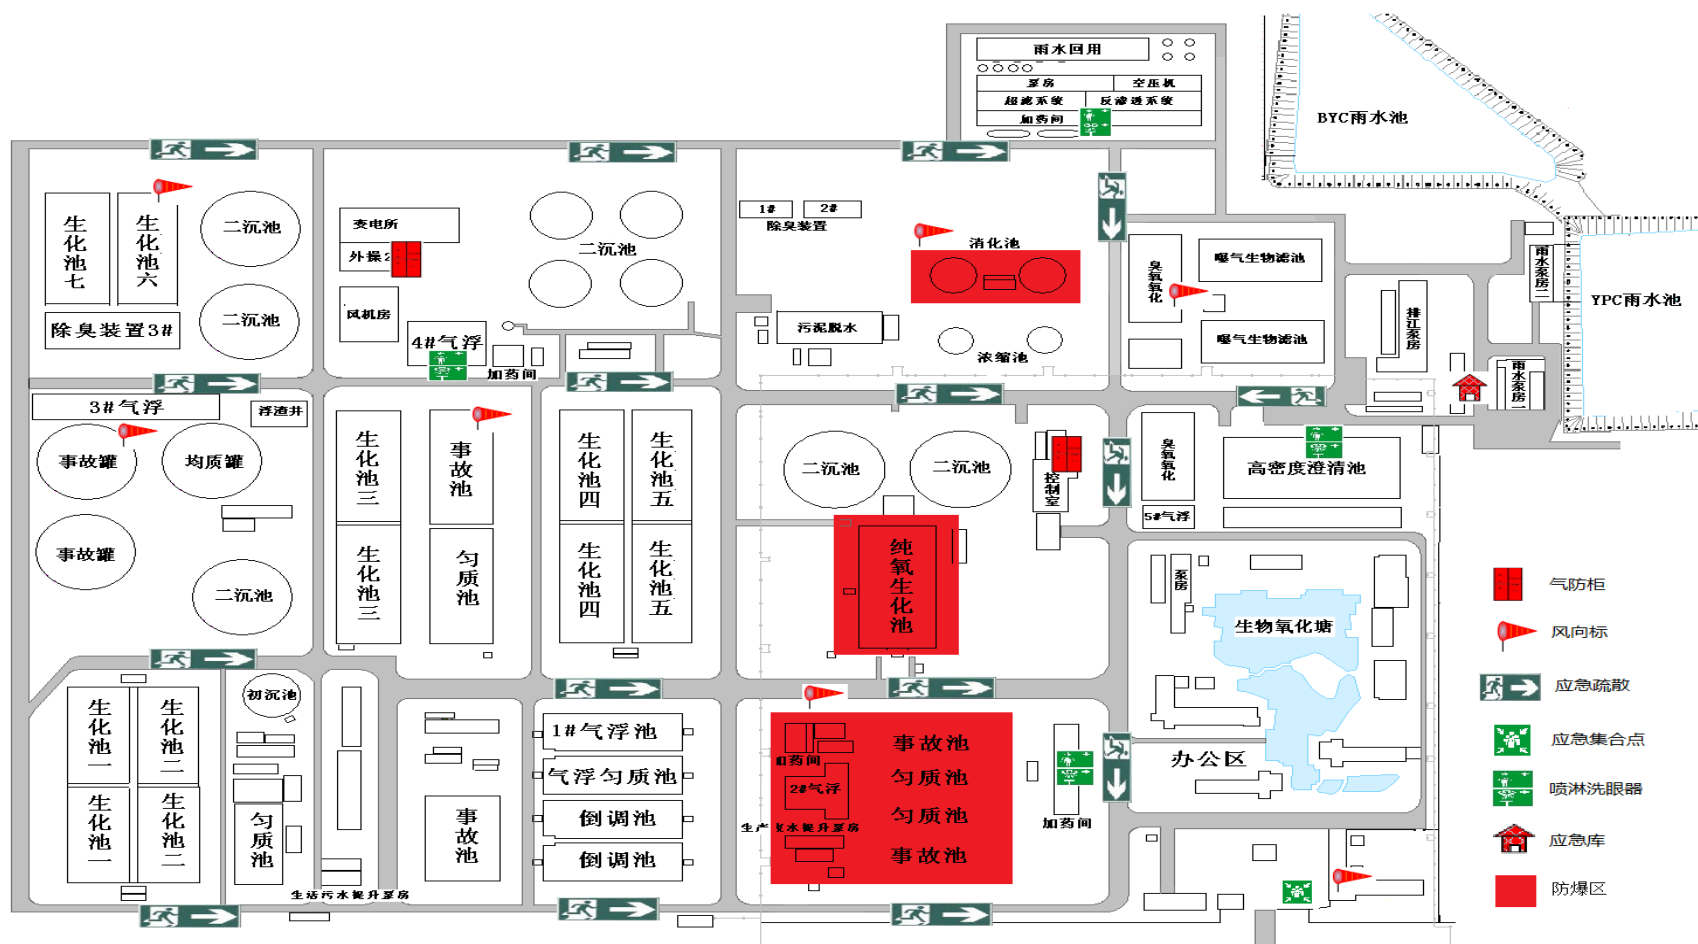 雨水回用
泵房
空压机
超滤系统
反渗透系统
加药间
BYC雨水池
生化池七
生化池六
二沉池
二沉池
除臭装置3#
变电所
外操2
风机房
二沉池
4#气浮
加药间
1#
2#
除臭装置
消化池
污泥脱水
浓缩池
臭氧氧化
曝气生物滤池
曝气生物滤池
排江泵房
雨水泵房二
雨水泵房一
YPC雨水池
3#气浮
浮渣井
事故罐
均质罐
事故罐
二沉池
生化池三
生化池三
事故池
匀质池
生化池四
生化池五
生化池四
生化池五
二沉池
二沉池
控制室
纯氧生化池
臭氧氧化
5#气浮
高密度澄清池
泵房
生物氧化塘
办公区
生化池一
生化池二
生化池一
生化池二
初沉池
匀质池
生活污水提升泵房
事故池
1#气浮池
气浮匀质池
倒调池
倒调池
加药间
2#气浮
生产废水提升泵房
事故池
匀质池
匀质池
事故池
加药间
气防柜
风向标
应急疏散
应急集合点
喷淋洗眼器
应急库
防爆区